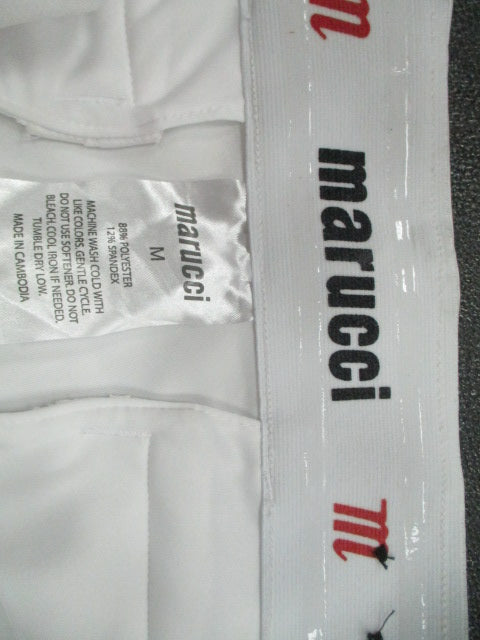 m
marucci
m
marucci
M
88% POLYESTER
12% SPANDEX
MACHINE WASH COLD WITH
LIKE COLORS. GENTLE CYCLE.
DO NOT USE SOFTENER. DO NOT
BLEACH. COOL IRON IF NEEDED.
TUMBLE DRY LOW.
MADE IN CAMBODIA